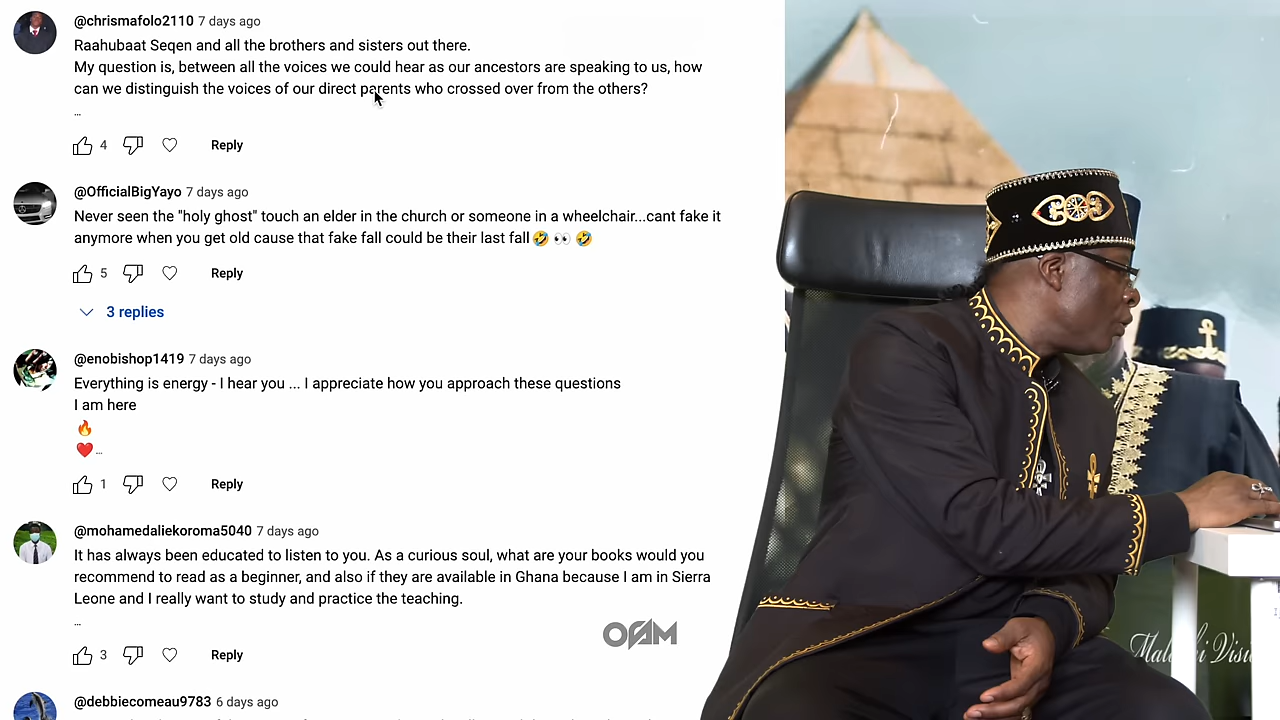 @chrismafolo2110 7 days ago
Raahubaat Seqen and all the brothers and sisters out there.
My question is, between all the voices we could hear as our ancestors are speaking to us, how
can we distinguish the voices of our direct parents who crossed over from the others?
...
4 Reply
@OfficialBigYayo 7 days ago
Never seen the "holy ghost" touch an elder in the church or someone in a wheelchair...cant fake it
anymore when you get old cause that fake fall could be their last fall🤣 👀 🤣
5 Reply
3 replies
@enobishop1419 7 days ago
Everything is energy - I hear you ... I appreciate how you approach these questions
I am here
🔥
❤️ ...
1 Reply
@mohamedaliekoroma5040 7 days ago
It has always been educated to listen to you. As a curious soul, what are your books would you
recommend to read as a beginner, and also if they are available in Ghana because I am in Sierra
Leone and I really want to study and practice the teaching.
...
3 Reply
@debbiecomeau9783 6 days ago
OFAM